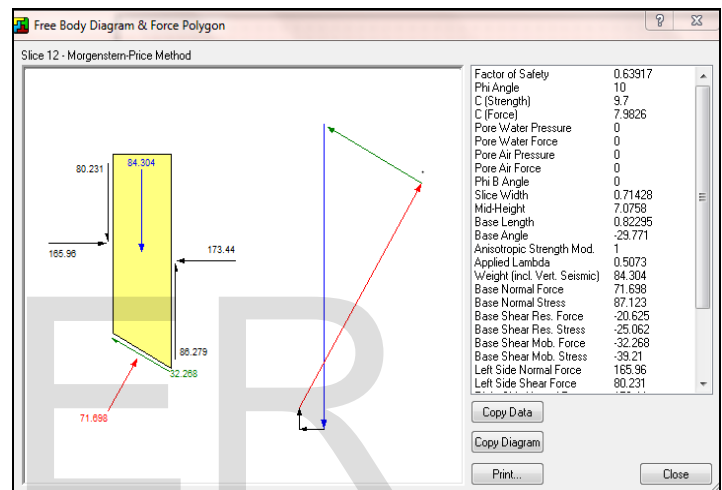 Free Body Diagram & Force Polygon
Slice 12 - Morgenstern-Price Method
80.231
84.304
165.96
173.44
86.279
32.268
71.698
Factor of Safety 0.63917
Phi Angle 10
C (Strength) 9.7
C (Force) 7.9826
Pore Water Pressure 0
Pore Water Force 0
Pore Air Pressure 0
Pore Air Force 0
Phi B Angle 0
Slice Width 0.71428
Mid-Height 7.0758
Base Length 0.82295
Base Angle -29.771
Anisotropic Strength Mod. 1
Applied Lambda 0.5073
Weight (incl. Vert. Seismic) 84.304
Base Normal Force 71.698
Base Normal Stress 87.123
Base Shear Res. Force -20.625
Base Shear Res. Stress -25.062
Base Shear Mob. Force -32.268
Base Shear Mob. Stress -39.21
Left Side Normal Force 165.96
Left Side Shear Force 80.231
Copy Data
Copy Diagram
Print...
Close
ER